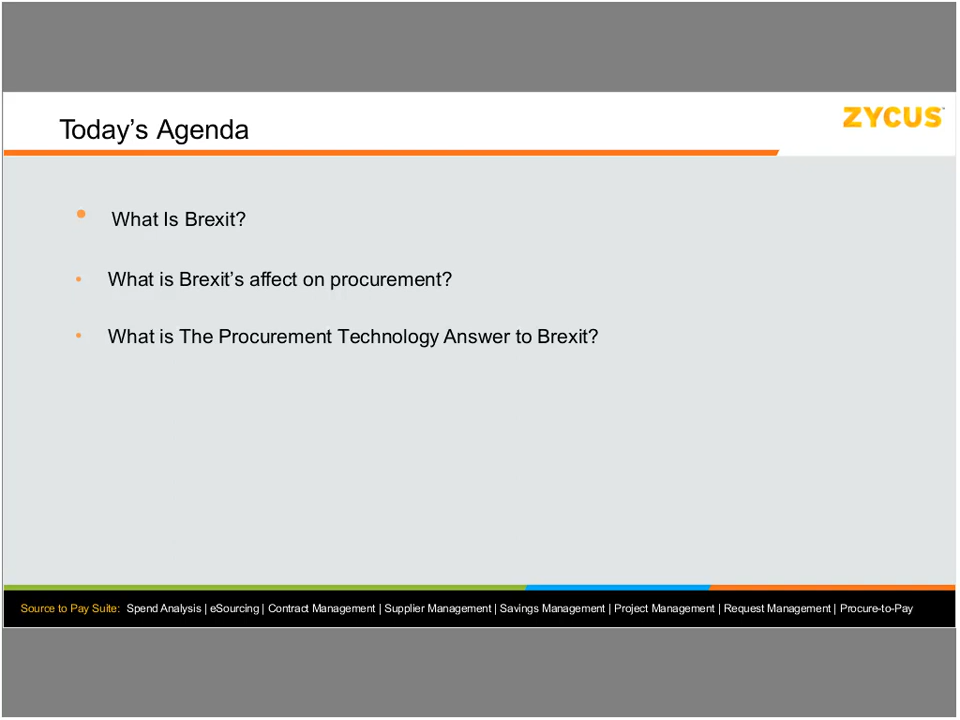 Today’s Agenda
ZYCUS
• What Is Brexit?
• What is Brexit’s affect on procurement?
• What is The Procurement Technology Answer to Brexit?
Source to Pay Suite: Spend Analysis | eSourcing | Contract Management | Supplier Management | Savings Management | Project Management | Request Management | Procure-to-Pay